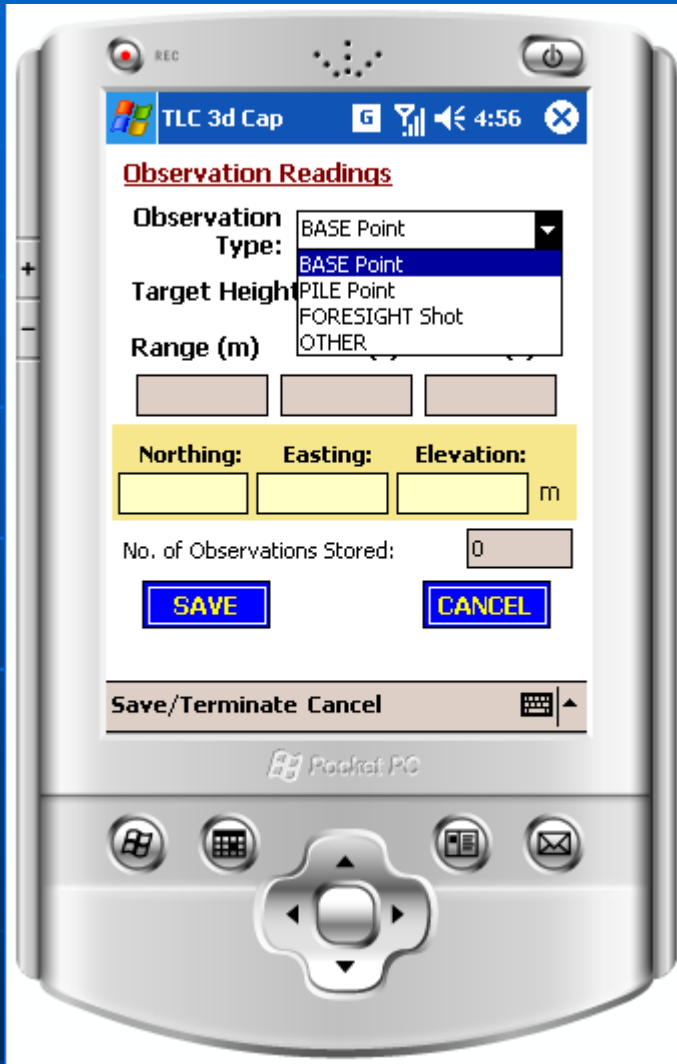 REC
TLC 3d Cap G 4:56
Observation Readings
Observation Type:
BASE Point
BASE Point
PILE Point
FORESIGHT Shot
OTHER
Target Height
Range (m)
Northing: Easting: Elevation:
m
No. of Observations Stored: 0
SAVE CANCEL
Save/Terminate Cancel
Pocket PC
+
-